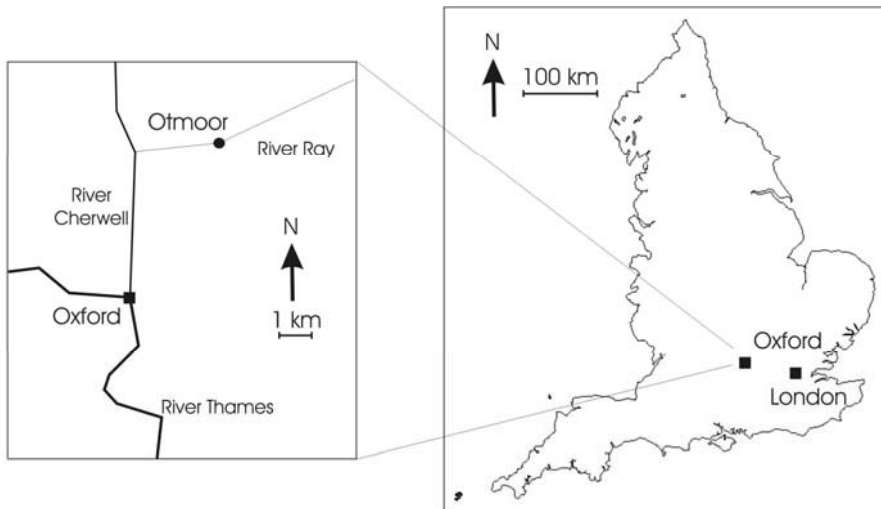 Otmoor
River Ray
River
Cherwell
N
Oxford
1 km
River Thames
N
100 km
Oxford
London